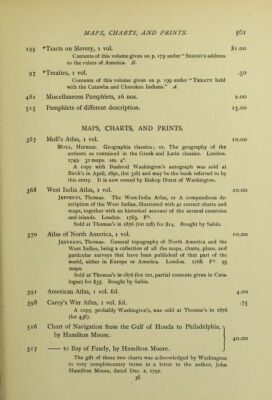 MAPS, CHARTS, AND PRINTS. 561
195 *Tracts on Slavery, 1 vol. $1.00
Contents of this volume given on p. 179 under “Serious address
to the rulers of America. B.
97 *Treaties, 1 vol. .50
Contents of this volume given on p. 199 under “Treaty held
with the Catawba and Cherokee Indians.” A.
481 Miscellaneous Pamphlets, 26 nos. 2.00
515 Pamphlets of different description. 15.00
MAPS, CHARTS, AND PRINTS.
367 Moll's Atlas, 1 vol. 10.00
Moll, Herman. Geographia classica; or, The geography of the
antients as contained in the Greek and Latin classics. London.
1749. 32 maps. sm. 4°.
A copy with Bushrod Washington's autograph was sold at
Birch's in April, 1891, (lot 328) and may be the book referred to by
this entry. It is now owned by Bishop Hurst of Washington.
368 West India Atlas, 1 vol. 20.00
Jefferys, Thomas. The West-India Atlas, or A compendious de-
scription of the West Indies, illustrated with 41 correct charts and
maps, together with an historical account of the several countries
and islands. London. 1783. F°.
Sold at Thomas's in 1876 (lot 108) for $14. Bought by Sabin.
370 Atlas of North America, 1 vol. 10.00
Jefferys, Thomas. General topography of North America and the
West Indies, being a collection of all the maps, charts, plans, and
particular surveys that have been published of that part of the
world, either in Europe or America. London. 1768. F°. 93
maps.
Sold at Thomas's in 1876 (lot 101, partial contents given in Cata-
logue) for $35. Bought by Sabin.
391 American Atlas, 1 vol. fol. 4.00
398 Carey's War Atlas, 1 vol. fol. .75
A copy, probably Washington's, was sold at Thomas's in 1876
(lot 436).
516 Chart of Navigation from the Gulf of Honda to Philadelphia,
by Hamilton Moore.
40.00
517 —— to Bay of Fundy, by Hamilton Moore.
The gift of these two charts was acknowledged by Washington
in very complimentary terms in a letter to the author, John
Hamilton Moore, dated Dec. 2, 1790.
36